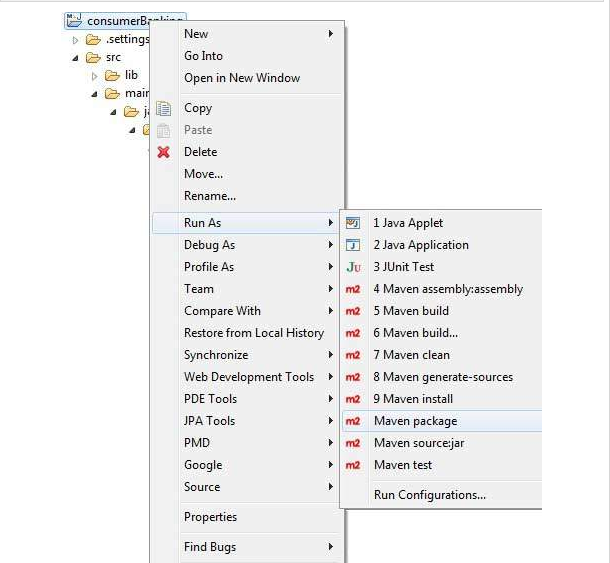 consumerBanking
.settings
src
lib
main
New
Go Into
Open in New Window
Copy
Paste
Delete
Move...
Rename...
Run As
Debug As
Profile As
Team
Compare With
Restore from Local History
Synchronize
Web Development Tools
PDE Tools
JPA Tools
PMD
Google
Source
Properties
Find Bugs
1 Java Applet
2 Java Application
Ju 3 JUnit Test
m2 4 Maven assembly:assembly
m2 5 Maven build
m2 6 Maven build...
m2 7 Maven clean
m2 8 Maven generate-sources
m2 9 Maven install
m2 Maven package
m2 Maven source:jar
m2 Maven test
Run Configurations...